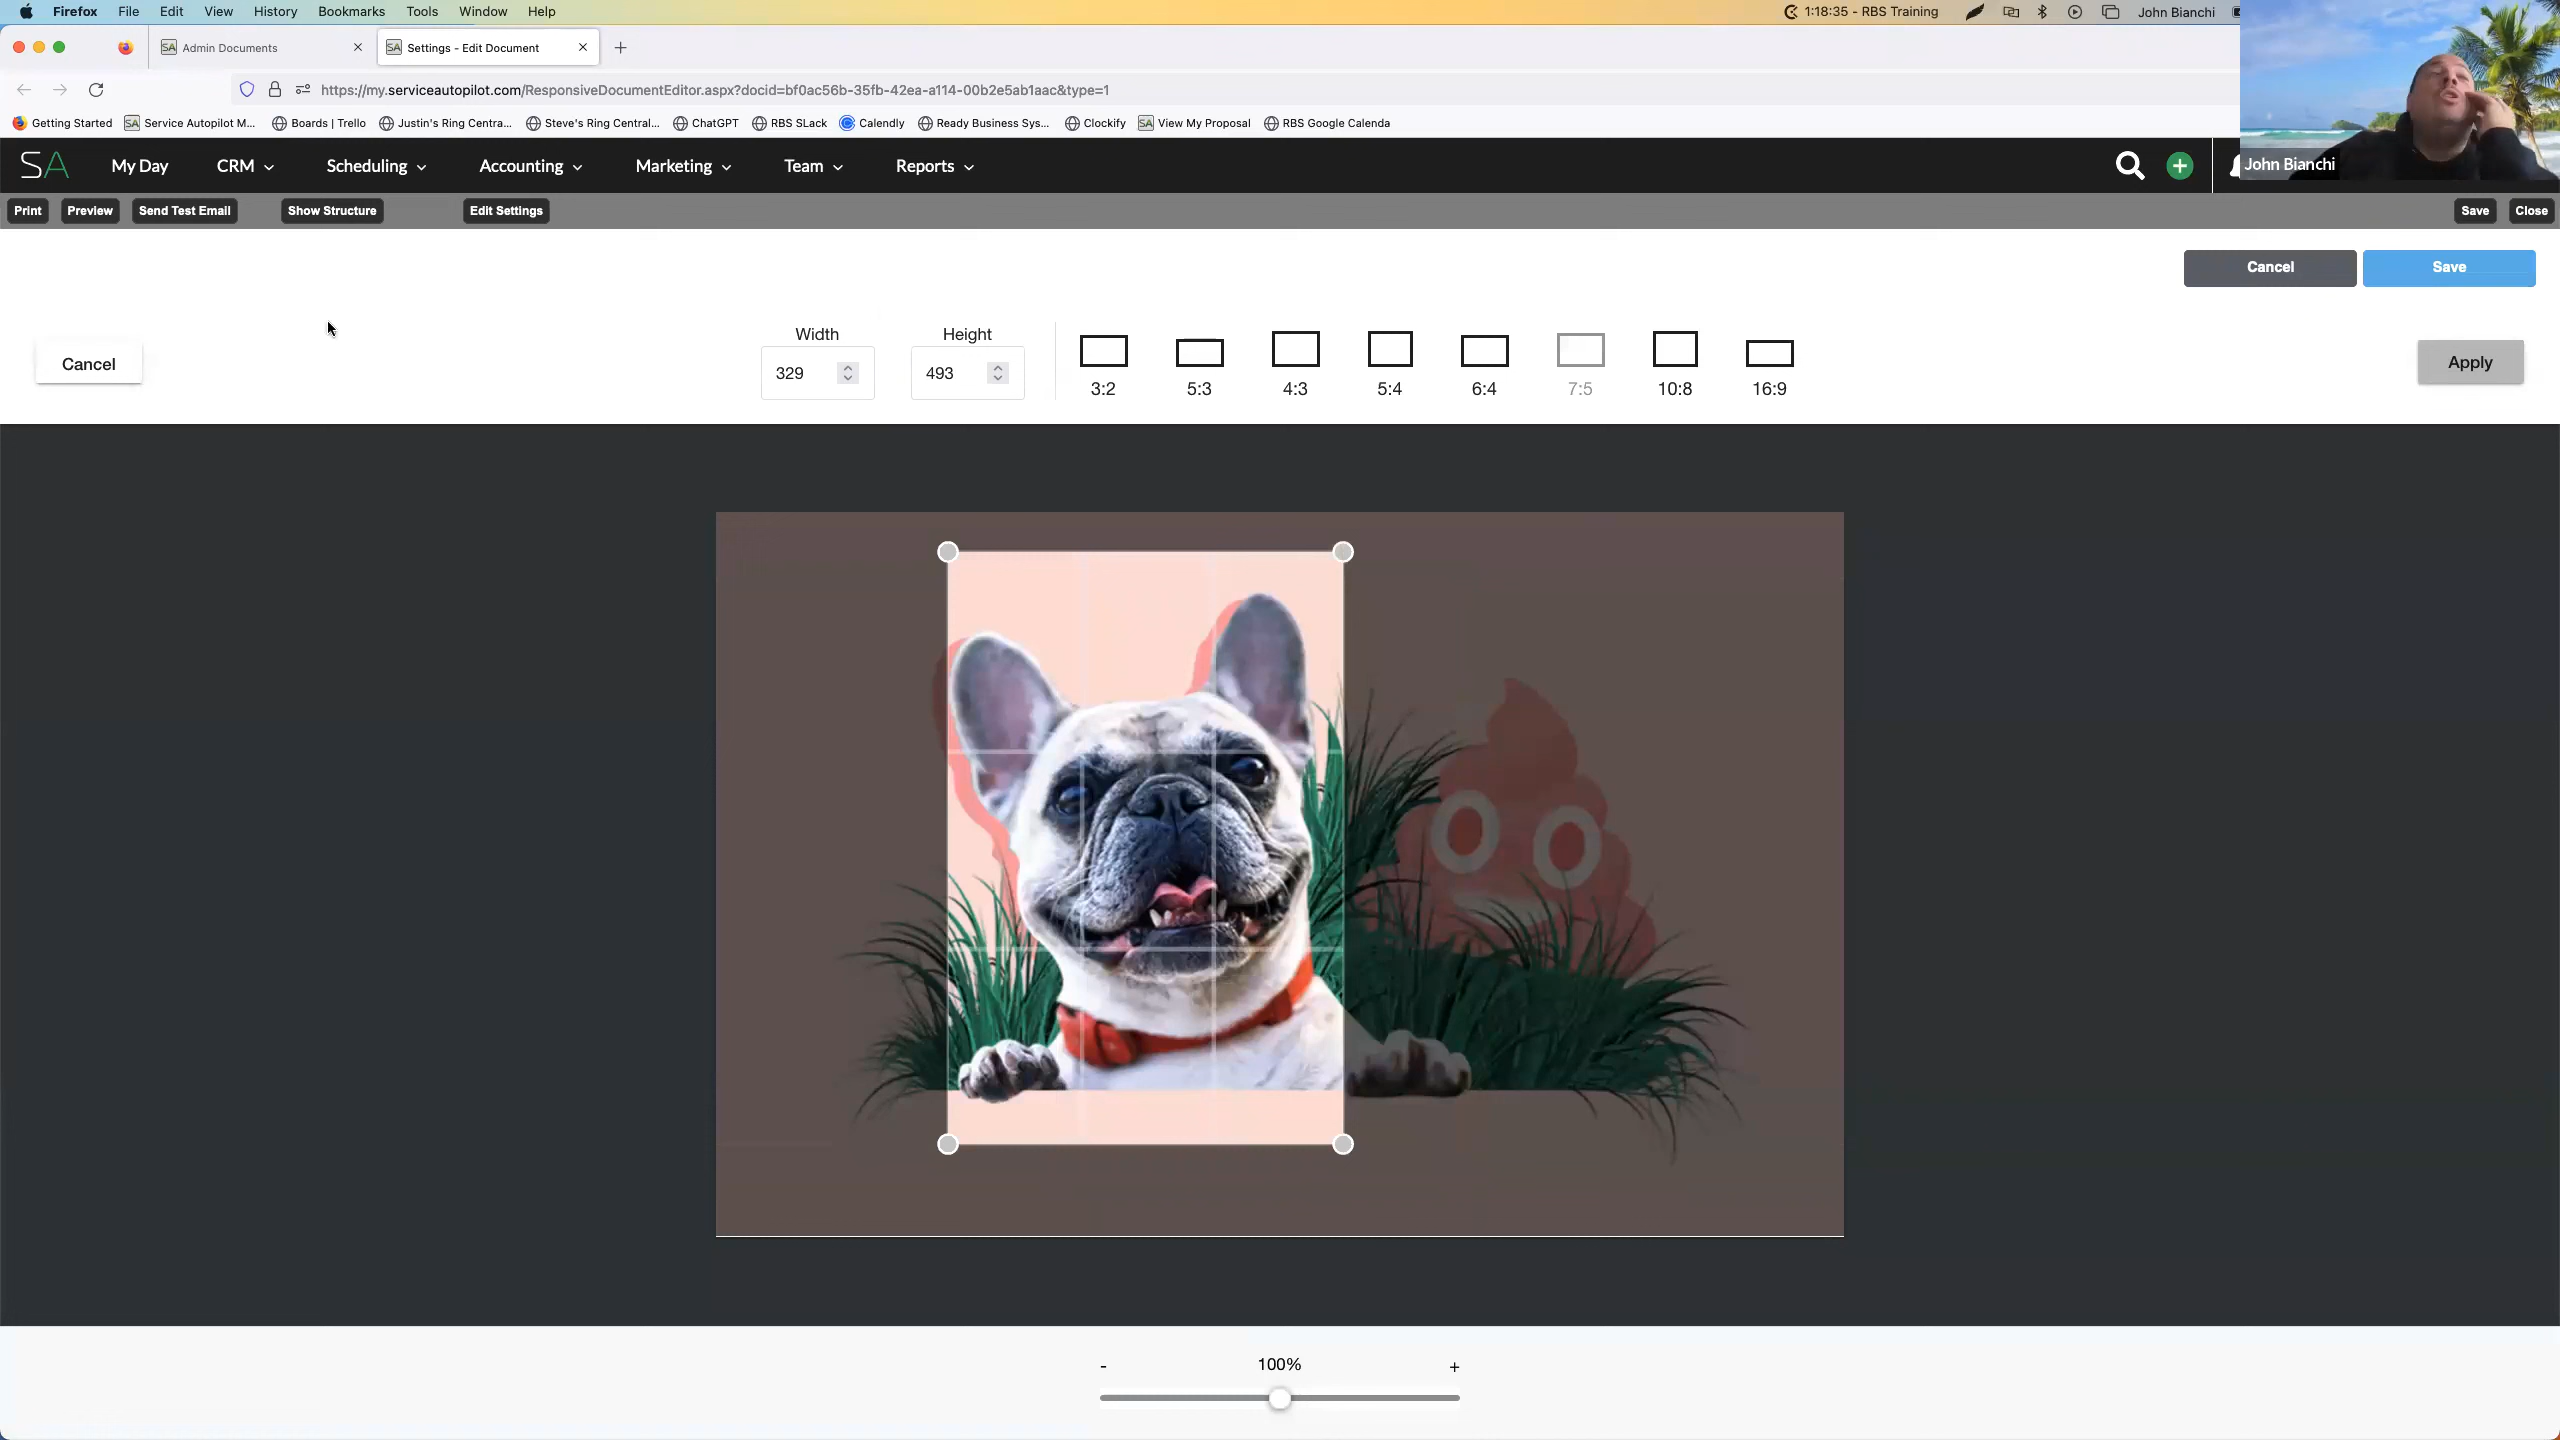 Firefox File Edit View History Bookmarks Tools Window Help 1:18:35 - RBS Training John Bianchi
SA Admin Documents SA Settings - Edit Document
https://my.serviceautopilot.com/ResponsiveDocumentEditor.aspx?docid=bf0ac56b-35fb-42ea-a114-00b2e5ab1aac&type=1
Getting Started SA Service Autopilot M... Boards | Trello Justin's Ring Centra... Steve's Ring Central... ChatGPT RBS SLack Calendly Ready Business Sys... Clockify SA View My Proposal RBS Google Calenda
SA My Day CRM Scheduling Accounting Marketing Team Reports John Bianchi
Print Preview Send Test Email Show Structure Edit Settings Save Close
Cancel Save
Width Height
Cancel 329 493 Apply
3:2 5:3 4:3 5:4 6:4 7:5 10:8 16:9
- 100% +